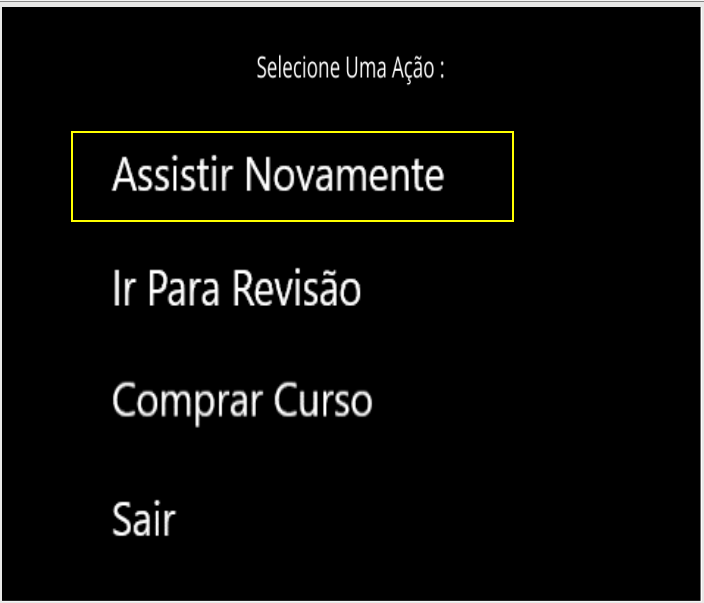 Selecione Uma Ação :
Assistir Novamente
Ir Para Revisão
Comprar Curso
Sair